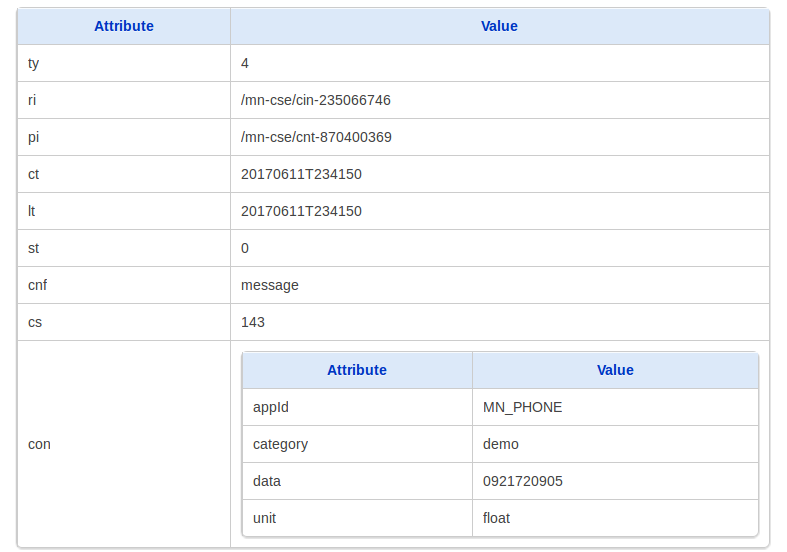 Attribute Value
ty 4
ri /mn-cse/cin-235066746
pi /mn-cse/cnt-870400369
ct 20170611T234150
lt 20170611T234150
st 0
cnf message
cs 143
con
Attribute Value
appId MN_PHONE
category demo
data 0921720905
unit float